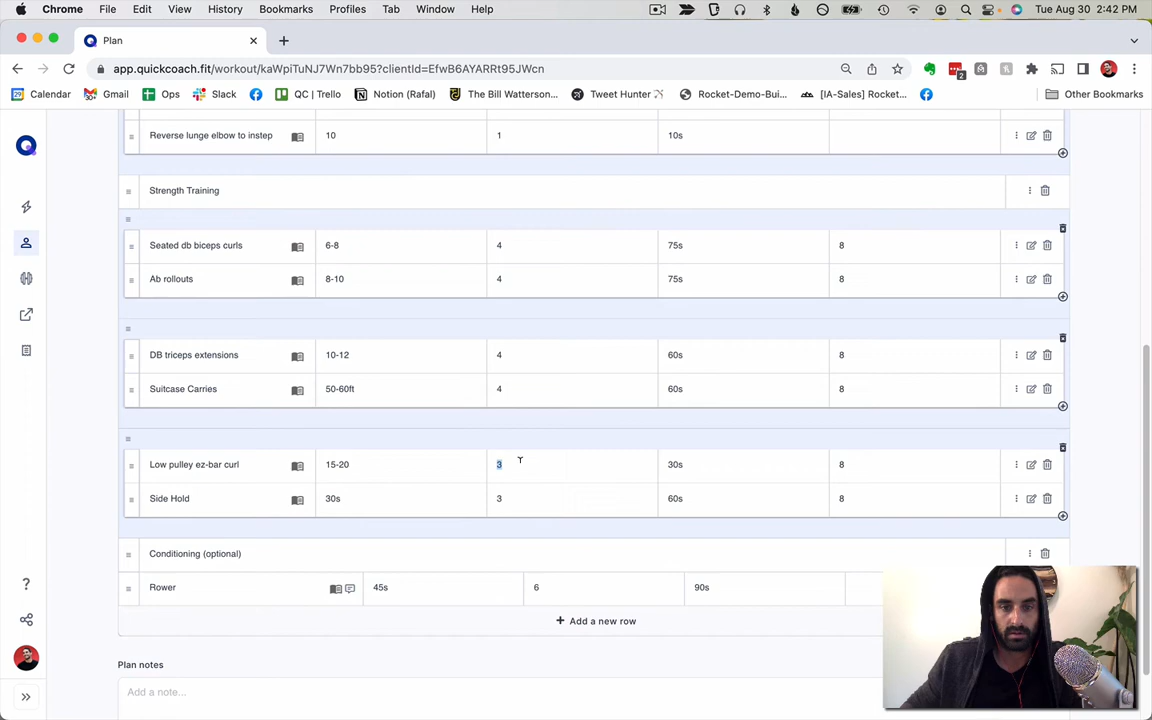 Chrome File Edit View History Bookmarks Profiles Tab Window Help Tue Aug 30 2:42 PM
Plan
app.quickcoach.fit/workout/kaWpiTuNJ7Wn7bb95?clientId=EfwB6AYARRt95JWcn 2
Calendar Gmail Ops Slack QC | Trello Notion (Rafal) The Bill Watterson... Tweet Hunter Rocket-Demo-Bui... [IA-Sales] Rocket... Other Bookmarks
Reverse lunge elbow to instep 10 1 10s
Strength Training
Seated db biceps curls 6-8 4 75s 8
Ab rollouts 8-10 4 75s 8
DB triceps extensions 10-12 4 60s 8
Suitcase Carries 50-60ft 4 60s 8
Low pulley ez-bar curl 15-20 3 30s 8
Side Hold 30s 3 60s 8
Conditioning (optional)
Rower 45s 6 90s
+ Add a new row
Plan notes
Add a note...